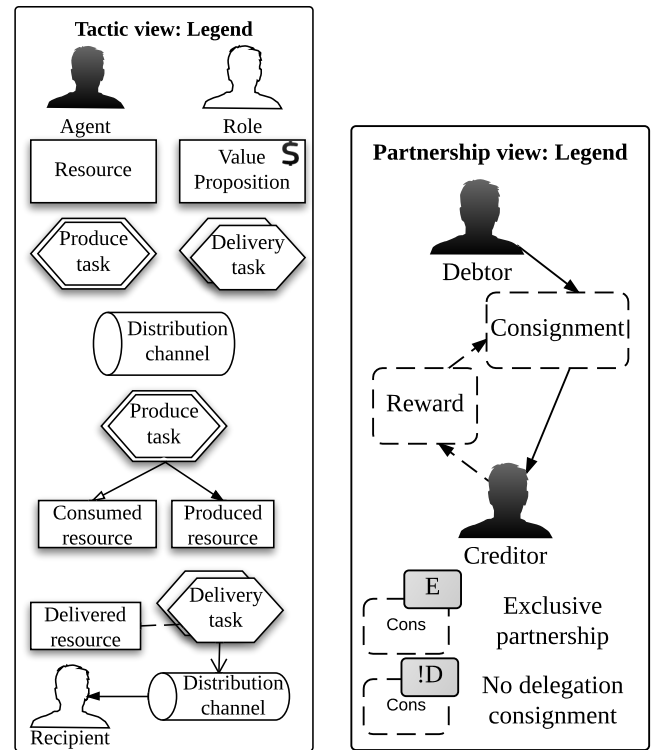 Tactic view: Legend
Agent
Role
Resource
Value
Proposition
$
Produce
task
Delivery
task
Distribution
channel
Produce
task
Consumed
resource
Produced
resource
Delivered
resource
Delivery
task
Distribution
channel
Recipient
Partnership view: Legend
Debtor
Consignment
Reward
Creditor
E
Cons
Exclusive
partnership
!D
Cons
No delegation
consignment